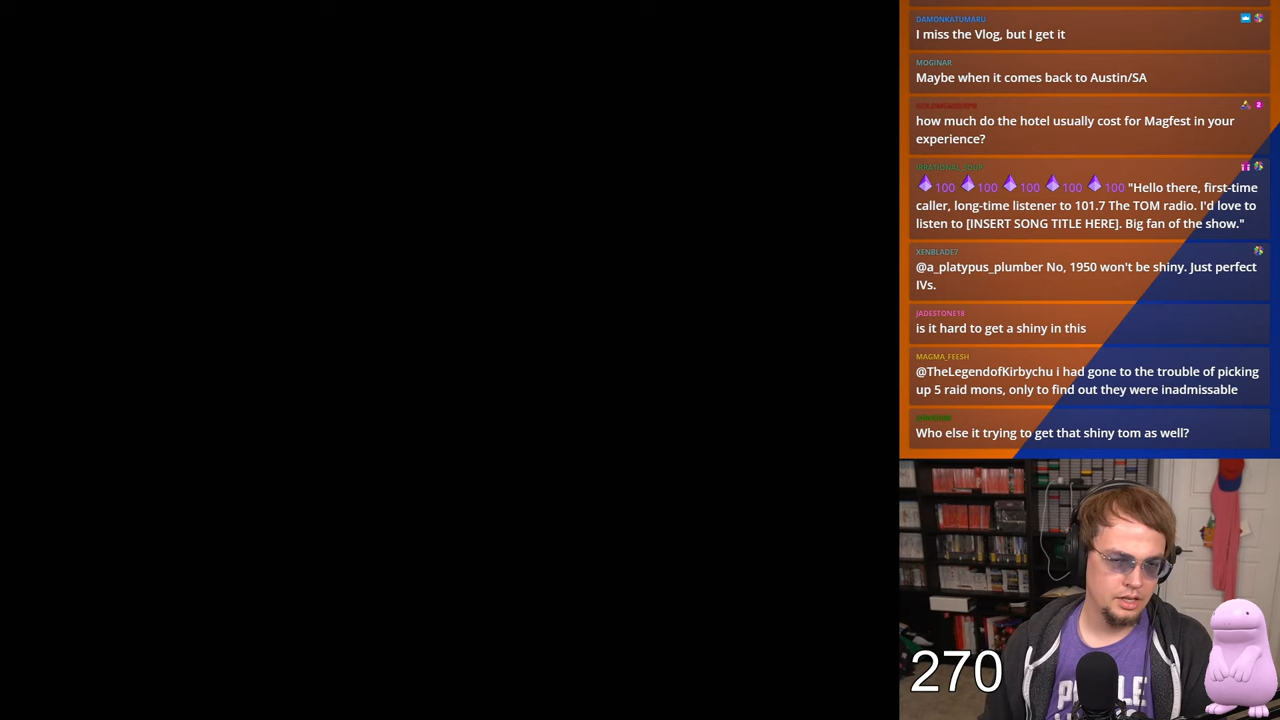 DAMONKATUMARU
I miss the Vlog, but I get it
MOGINAR
Maybe when it comes back to Austin/SA
how much do the hotel usually cost for Magfest in your
experience?
100 100 100 100 100 "Hello there, first-time
caller, long-time listener to 101.7 The TOM radio. I'd love to
listen to [INSERT SONG TITLE HERE]. Big fan of the show."
XENBLADE7
@a_platypus_plumber No, 1950 won't be shiny. Just perfect
IVs.
JADESTONE18
is it hard to get a shiny in this
MAGMA_FEESH
@TheLegendofKirbychu i had gone to the trouble of picking
up 5 raid mons, only to find out they were inadmissable
Who else it trying to get that shiny tom as well?
270